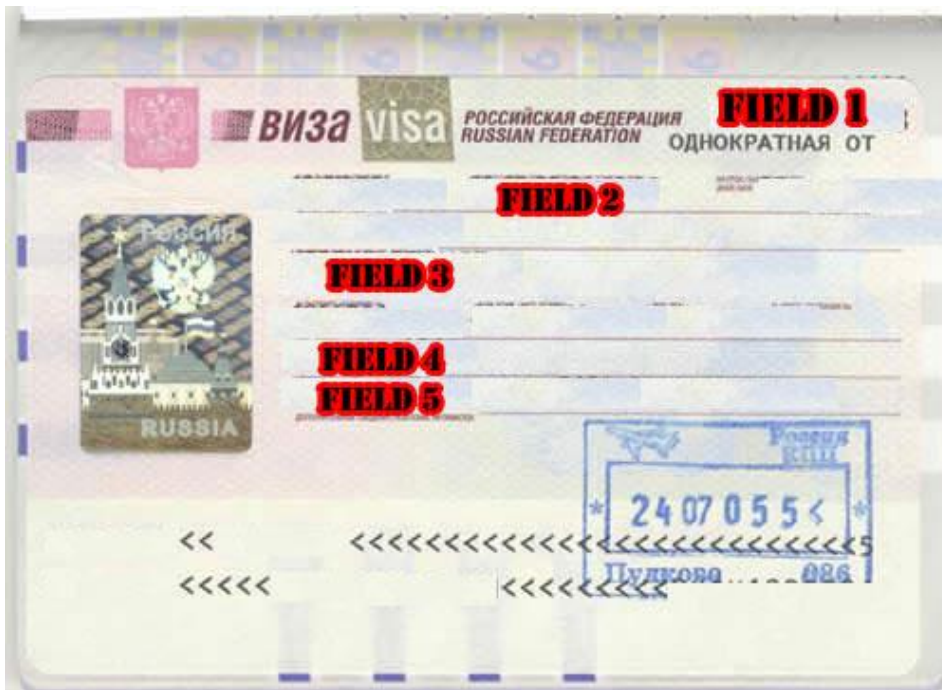 ВИЗА visa РОССИЙСКАЯ ФЕДЕРАЦИЯ
RUSSIAN FEDERATION
FIELD 1
ОДНОКРАТНАЯ ОТ
FIELD 2
РОССИЯ
FIELD 3
FIELD 4
FIELD 5
RUSSIA
Россия
* 24 07 05 5 < *
<< <<<<<<<<<<<<<<<<<<<<<<<<<<<<<5
Пулково 086
<<<<< <<<<<<<<<